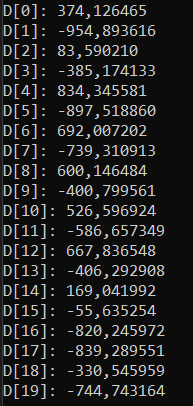 D[0]: 374,126465
D[1]: -954,893616
D[2]: 83,590210
D[3]: -385,174133
D[4]: 834,345581
D[5]: -897,518860
D[6]: 692,007202
D[7]: -739,310913
D[8]: 600,146484
D[9]: -400,799561
D[10]: 526,596924
D[11]: -586,657349
D[12]: 667,836548
D[13]: -406,292908
D[14]: 169,041992
D[15]: -55,635254
D[16]: -820,245972
D[17]: -839,289551
D[18]: -330,545959
D[19]: -744,743164